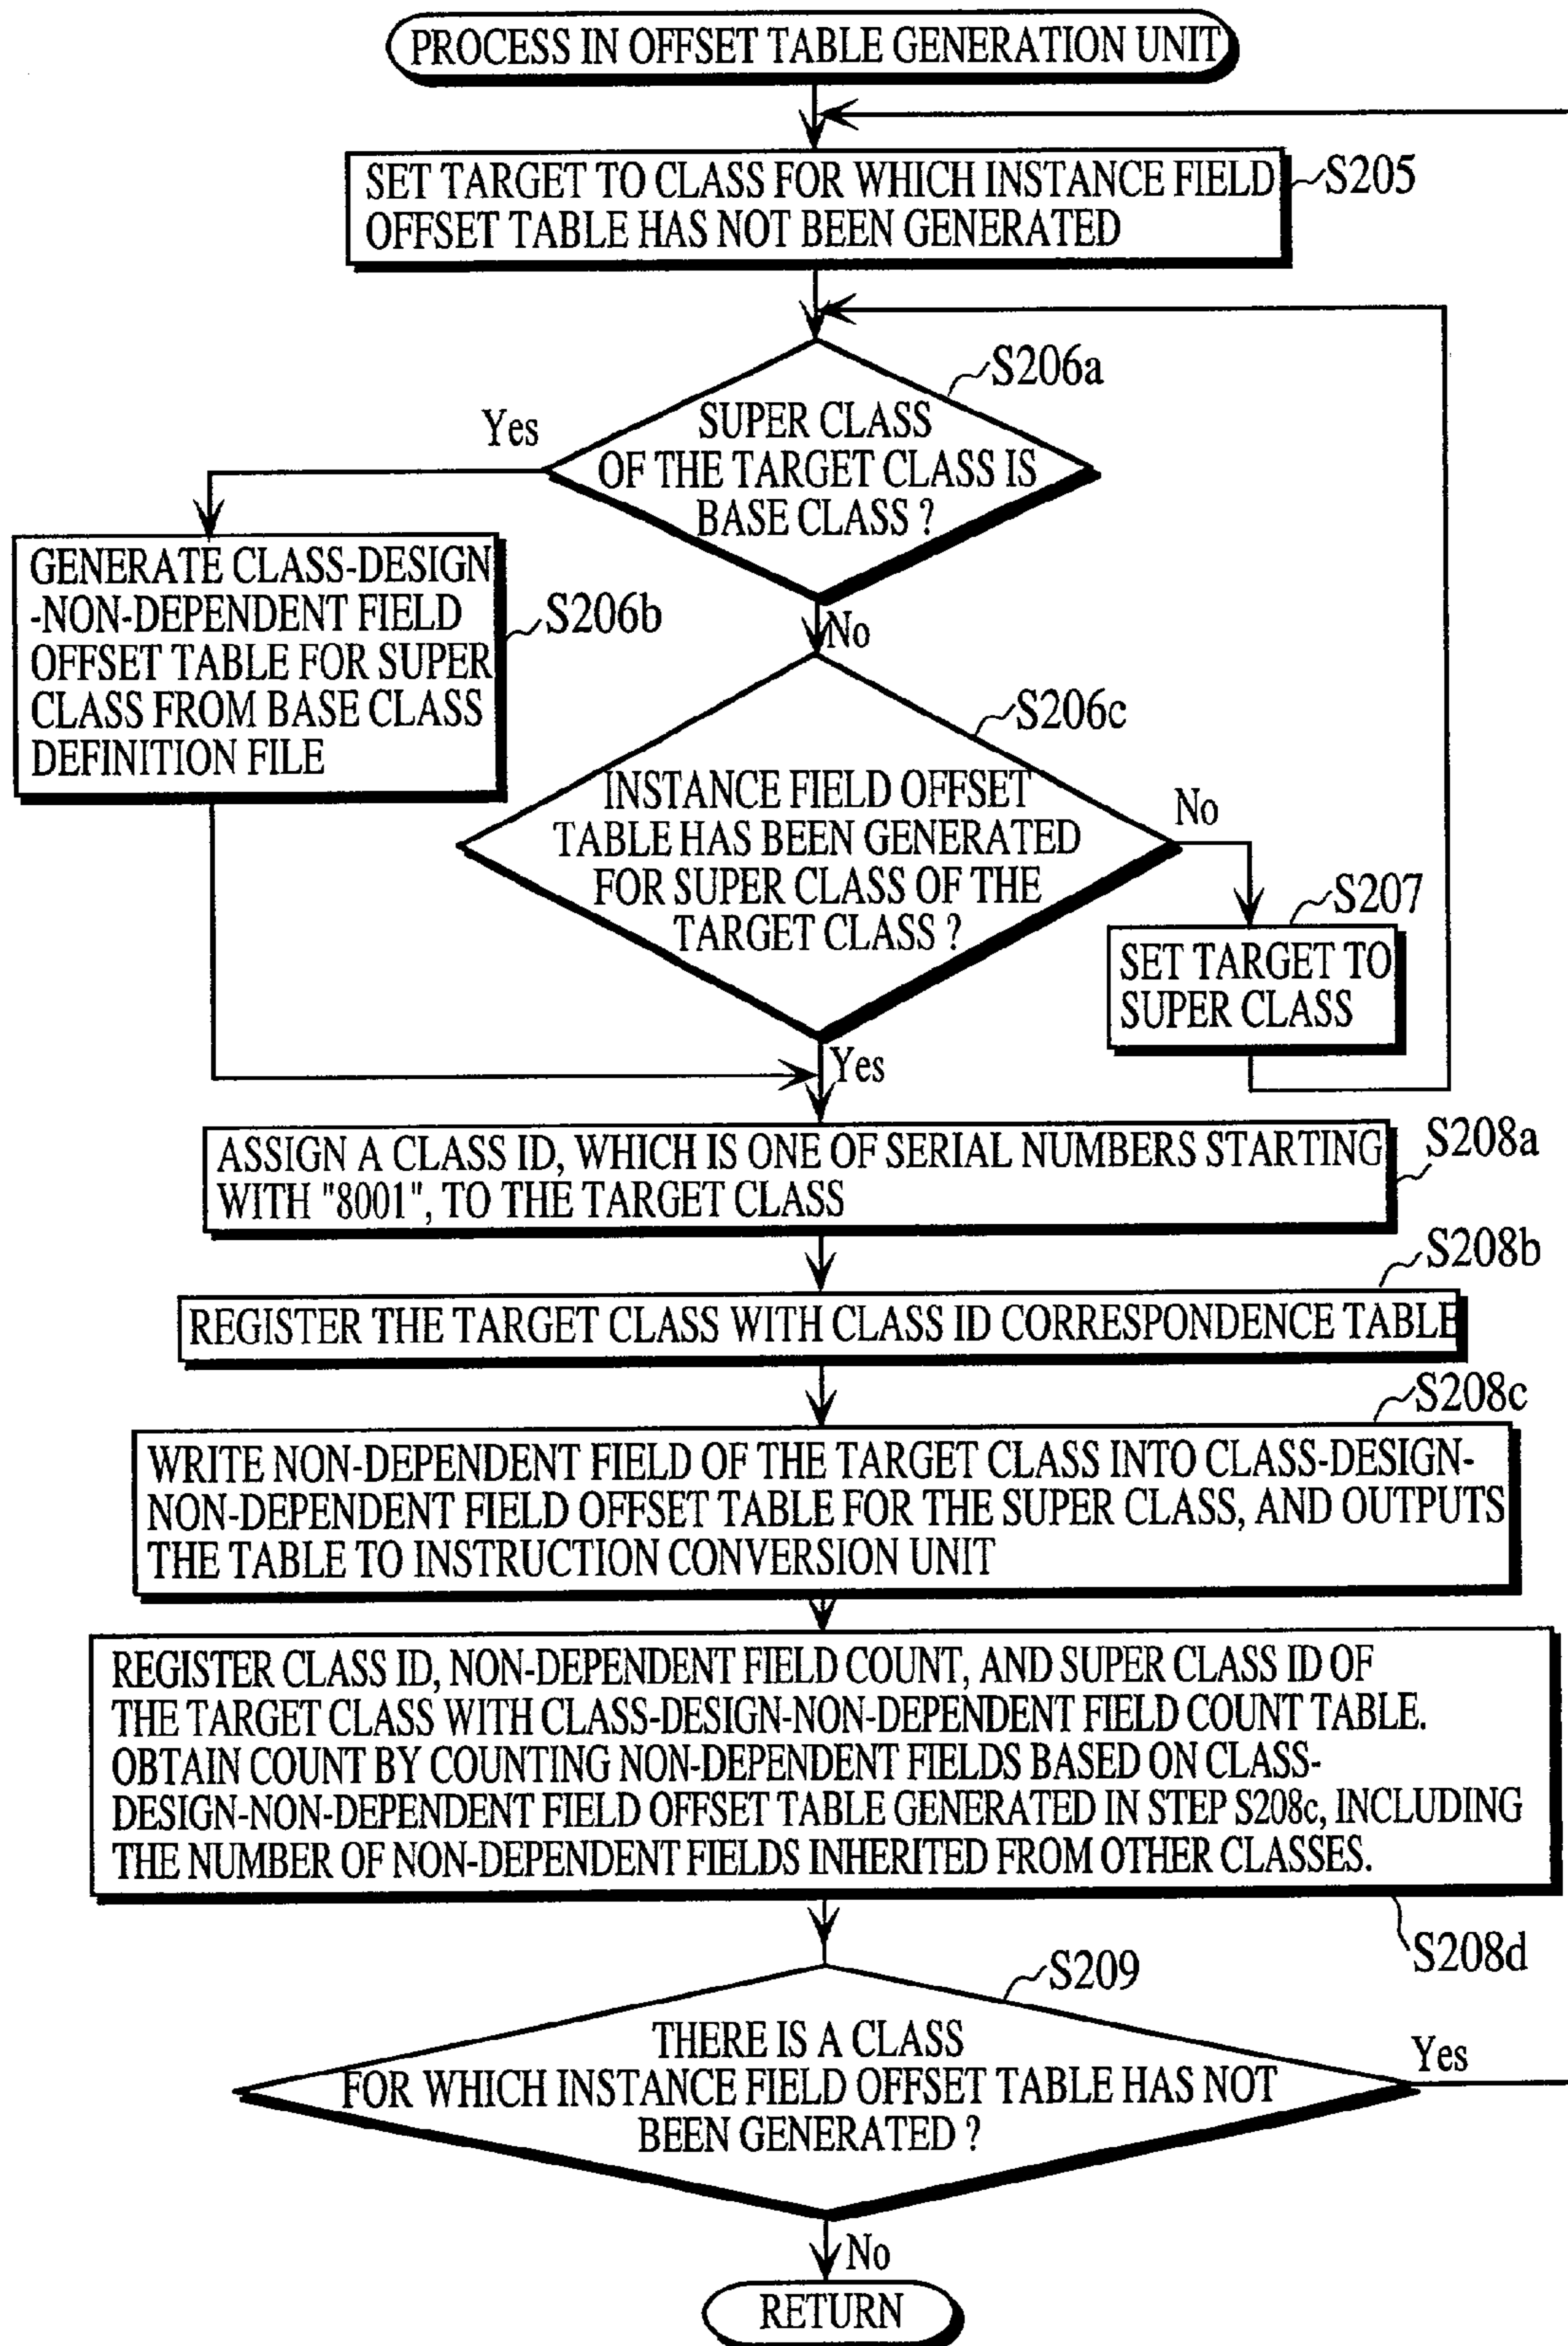 PROCESS IN OFFSET TABLE GENERATION UNIT
SET TARGET TO CLASS FOR WHICH INSTANCE FIELD
OFFSET TABLE HAS NOT BEEN GENERATED
S205
S206a
Yes
SUPER CLASS
OF THE TARGET CLASS IS
BASE CLASS ?
GENERATE CLASS-DESIGN
-NON-DEPENDENT FIELD
OFFSET TABLE FOR SUPER
CLASS FROM BASE CLASS
DEFINITION FILE
S206b
No
S206c
INSTANCE FIELD OFFSET
TABLE HAS BEEN GENERATED
FOR SUPER CLASS OF THE
TARGET CLASS ?
No
S207
SET TARGET TO
SUPER CLASS
Yes
ASSIGN A CLASS ID, WHICH IS ONE OF SERIAL NUMBERS STARTING
WITH "8001", TO THE TARGET CLASS
S208a
S208b
REGISTER THE TARGET CLASS WITH CLASS ID CORRESPONDENCE TABLE
S208c
WRITE NON-DEPENDENT FIELD OF THE TARGET CLASS INTO CLASS-DESIGN-
NON-DEPENDENT FIELD OFFSET TABLE FOR THE SUPER CLASS, AND OUTPUTS
THE TABLE TO INSTRUCTION CONVERSION UNIT
REGISTER CLASS ID, NON-DEPENDENT FIELD COUNT, AND SUPER CLASS ID OF
THE TARGET CLASS WITH CLASS-DESIGN-NON-DEPENDENT FIELD COUNT TABLE.
OBTAIN COUNT BY COUNTING NON-DEPENDENT FIELDS BASED ON CLASS-
DESIGN-NON-DEPENDENT FIELD OFFSET TABLE GENERATED IN STEP S208c, INCLUDING
THE NUMBER OF NON-DEPENDENT FIELDS INHERITED FROM OTHER CLASSES.
S208d
S209
THERE IS A CLASS
FOR WHICH INSTANCE FIELD OFFSET TABLE HAS NOT
BEEN GENERATED ?
Yes
No
RETURN